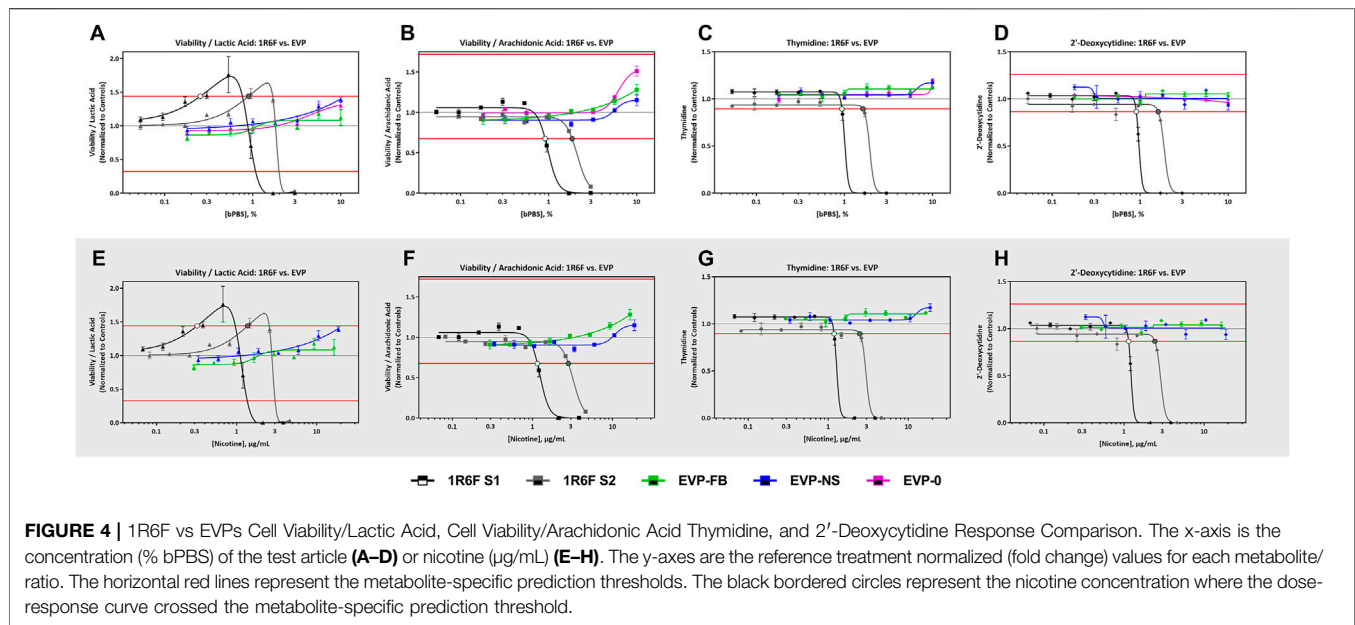 A
Viability / Lactic Acid: 1R6F vs. EVP
Viability / Lactic Acid
(Normalized to Controls)
2.0
1.5
1.0
0.5
0.0
0.1
0.3
1
3
10
[bPBS], %
B
Viability / Arachidonic Acid: 1R6F vs. EVP
Viability / Arachidonic Acid
(Normalized to Controls)
1.5
1.0
0.5
0.0
0.1
0.3
1
3
10
[bPBS], %
C
Thymidine: 1R6F vs. EVP
Thymidine
(Normalized to Controls)
1.5
1.0
0.5
0.0
0.1
0.3
1
3
10
[bPBS], %
D
2'-Deoxycytidine: 1R6F vs. EVP
2'-Deoxycytidine
(Normalized to Controls)
1.5
1.0
0.5
0.0
0.1
0.3
1
3
10
[bPBS], %
E
Viability / Lactic Acid: 1R6F vs. EVP
Viability / Lactic Acid
(Normalized to Controls)
2.0
1.5
1.0
0.5
0.0
0.1
0.3
1
3
10
[Nicotine], µg/mL
F
Viability / Arachidonic Acid: 1R6F vs. EVP
Viability / Arachidonic Acid
(Normalized to Controls)
1.5
1.0
0.5
0.0
0.1
0.3
1
3
10
[Nicotine], µg/mL
G
Thymidine: 1R6F vs. EVP
Thymidine
(Normalized to Controls)
1.5
1.0
0.5
0.0
0.1
0.3
1
3
10
[Nicotine], µg/mL
H
2'-Deoxycytidine: 1R6F vs. EVP
2'-Deoxycytidine
(Normalized to Controls)
1.5
1.0
0.5
0.0
0.1
0.3
1
3
10
[Nicotine], µg/mL
1R6F S1 1R6F S2 EVP-FB EVP-NS EVP-0
FIGURE 4 | 1R6F vs EVPs Cell Viability/Lactic Acid, Cell Viability/Arachidonic Acid Thymidine, and 2′-Deoxycytidine Response Comparison. The x-axis is the
concentration (% bPBS) of the test article (A–D) or nicotine (µg/mL) (E–H). The y-axes are the reference treatment normalized (fold change) values for each metabolite/
ratio. The horizontal red lines represent the metabolite-specific prediction thresholds. The black bordered circles represent the nicotine concentration where the dose-
response curve crossed the metabolite-specific prediction threshold.